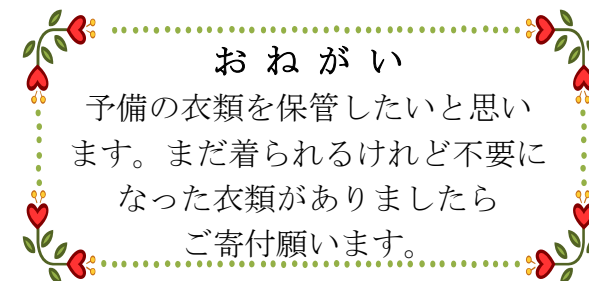 おねがい
予備の衣類を保管したいと思い
ます。まだ着られるけれど不要に
なった衣類がありましたら
ご寄付願います。